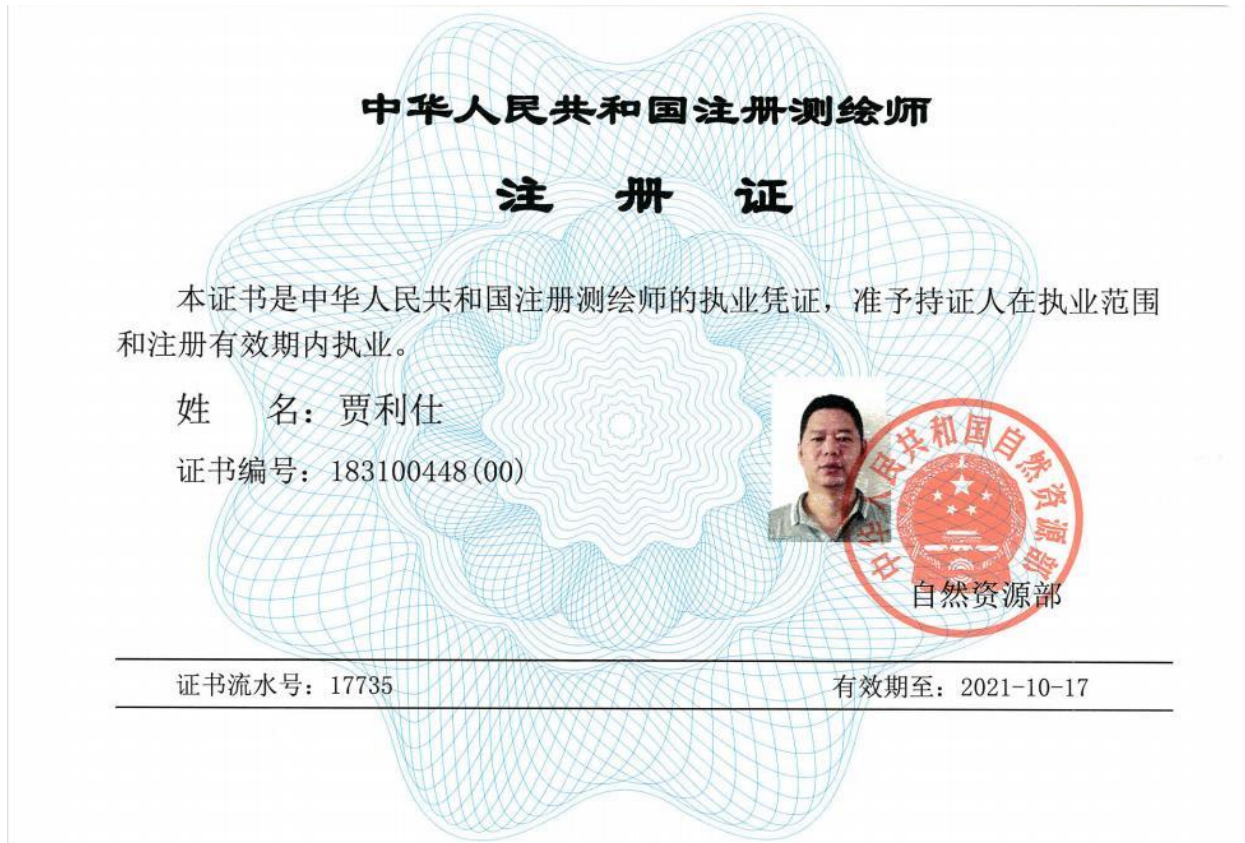 中华人民共和国注册测绘师
注 册 证
本证书是中华人民共和国注册测绘师的执业凭证，准予持证人在执业范围
和注册有效期内执业。
姓 名：贾利仕
证书编号：183100448(00)
中华人民共和国自然资源部
自然资源部
证书流水号：17735 有效期至：2021-10-17